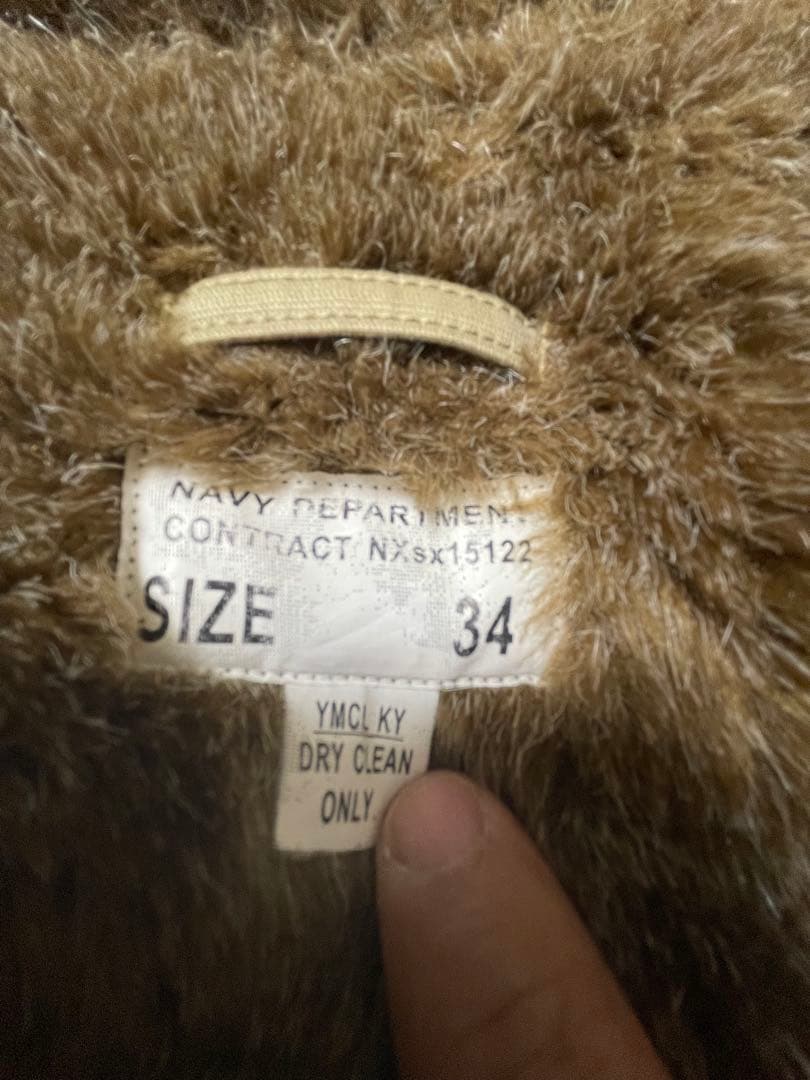 NAVY DEPARTMENT
CONTRACT NXsx15122
SIZE 34
YMCL KY
DRY CLEAN
ONLY.